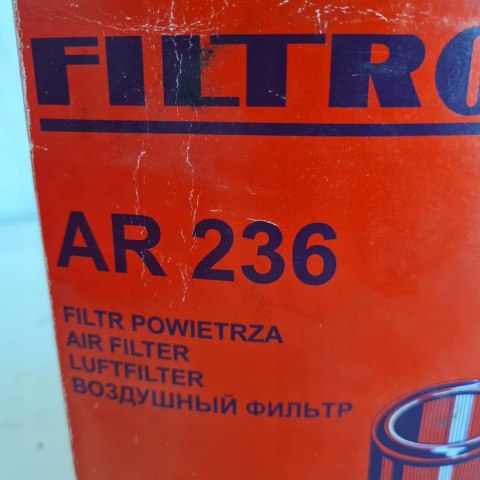 FILTRO
AR 236
FILTR POWIETRZA
AIR FILTER
LUFTFILTER
ВОЗДУШНЫЙ ФИЛЬТР